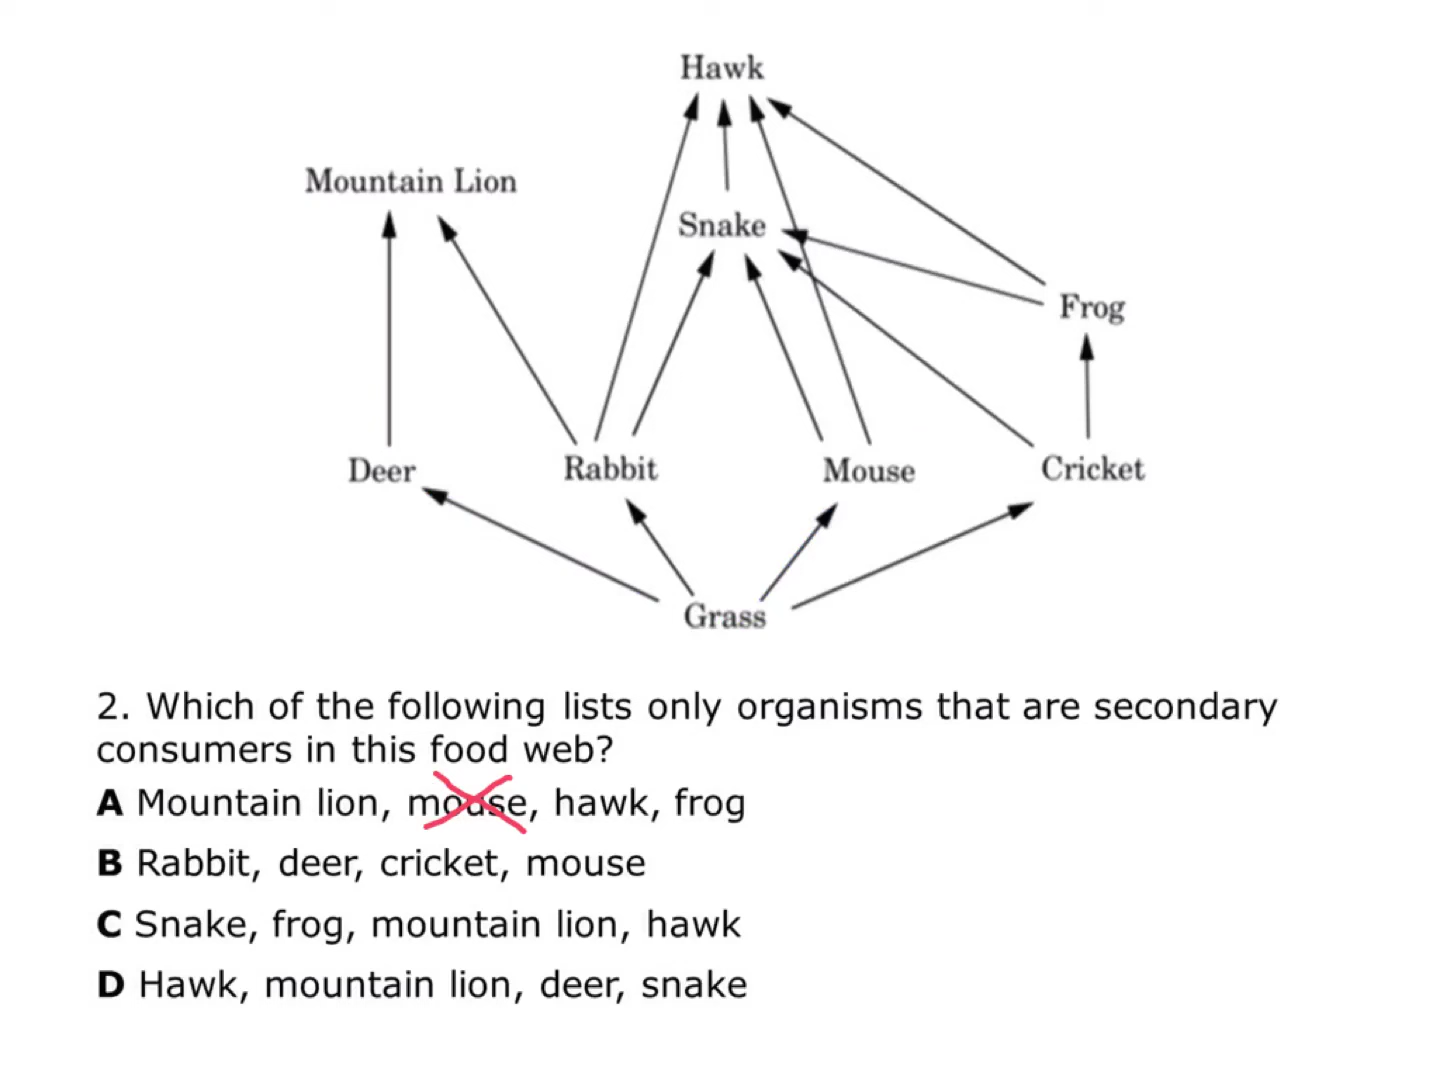 Hawk
Mountain Lion
Snake
Frog
Deer
Rabbit
Mouse
Cricket
Grass
2. Which of the following lists only organisms that are secondary
consumers in this food web?
A Mountain lion, mouse, hawk, frog
B Rabbit, deer, cricket, mouse
C Snake, frog, mountain lion, hawk
D Hawk, mountain lion, deer, snake